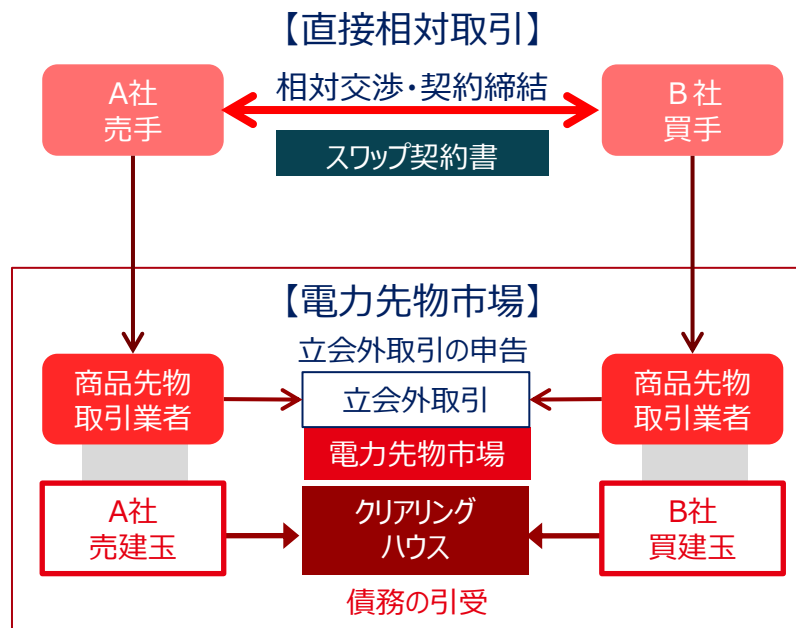 【直接相対取引】
A社
売手
相対交渉・契約締結
スワップ契約書
Ｂ社
買手
【電力先物市場】
立会外取引の申告
商品先物
取引業者
立会外取引
商品先物
取引業者
電力先物市場
A社
売建玉
クリアリング
ハウス
B社
買建玉
債務の引受